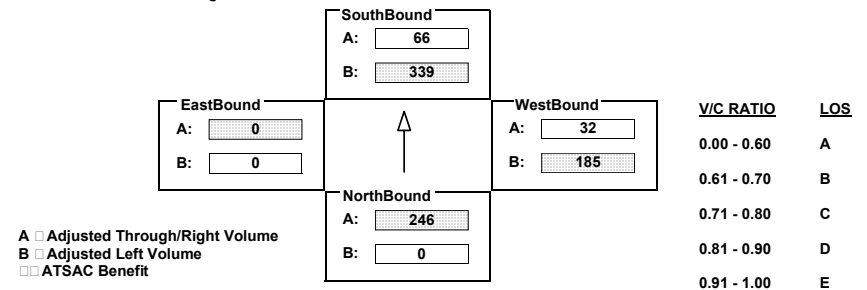 SouthBound
A: 66
B: 339
EastBound
A: 0
B: 0
WestBound
A: 32
B: 185
NorthBound
A: 246
B: 0
A □ Adjusted Through/Right Volume
B □ Adjusted Left Volume
□□ ATSAC Benefit
V/C RATIO LOS
0.00 - 0.60 A
0.61 - 0.70 B
0.71 - 0.80 C
0.81 - 0.90 D
0.91 - 1.00 E